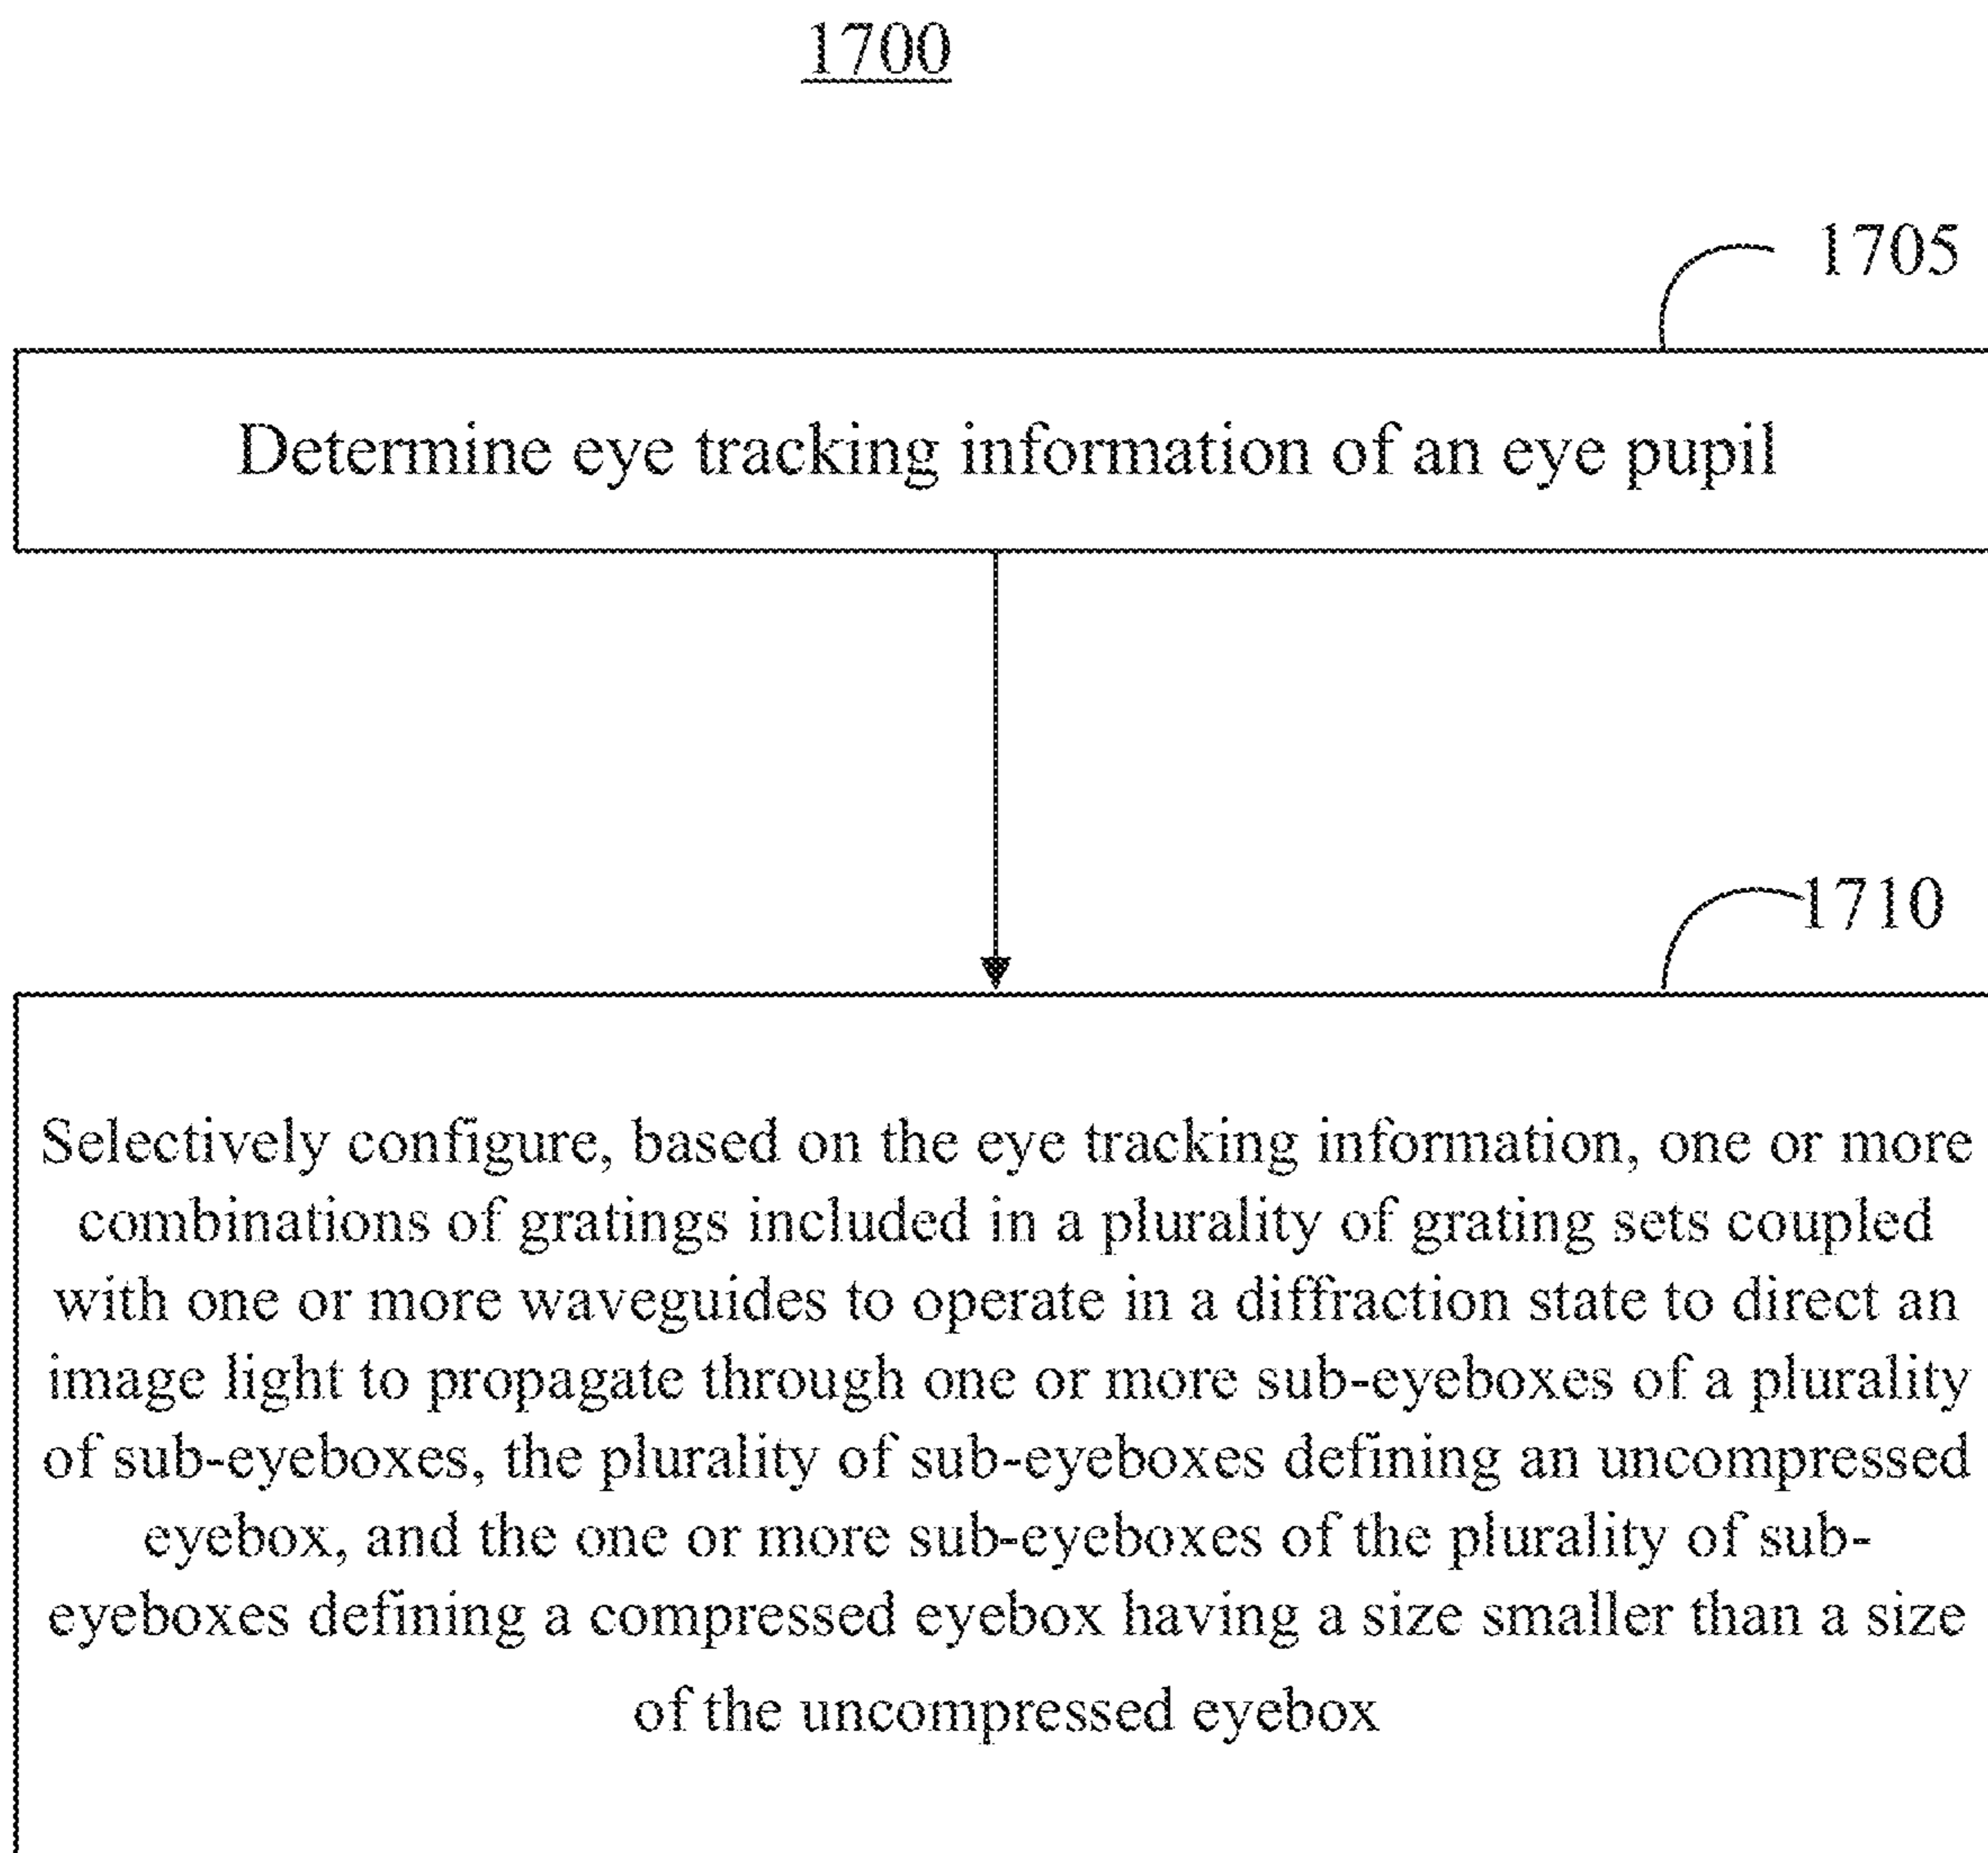 1700
1705
Determine eye tracking information of an eye pupil
1710
Selectively configure, based on the eye tracking information, one or more
combinations of gratings included in a plurality of grating sets coupled
with one or more waveguides to operate in a diffraction state to direct an
image light to propagate through one or more sub-eyeboxes of a plurality
of sub-eyeboxes, the plurality of sub-eyeboxes defining an uncompressed
eyebox, and the one or more sub-eyeboxes of the plurality of sub-
eyeboxes defining a compressed eyebox having a size smaller than a size
of the uncompressed eyebox